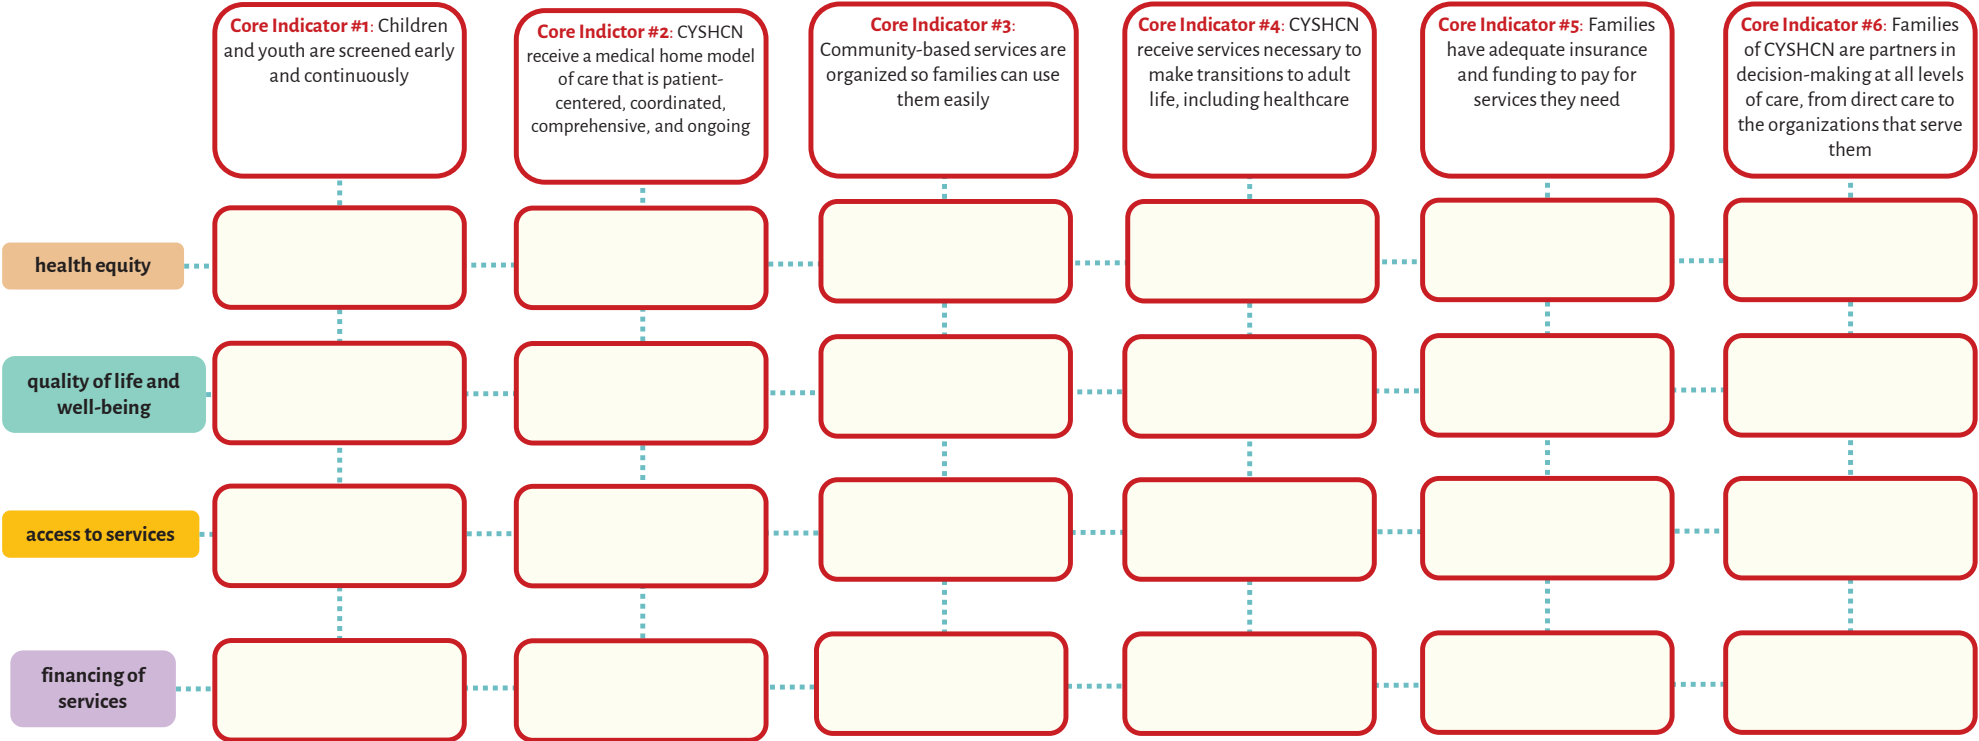 Core Indicator #1: Children
and youth are screened early
and continuously
Core Indictor #2: CYSHCN
receive a medical home model
of care that is patient-
centered, coordinated,
comprehensive, and ongoing
Core Indicator #3:
Community-based services are
organized so families can use
them easily
Core Indicator #4: CYSHCN
receive services necessary to
make transitions to adult
life, including healthcare
Core Indicator #5: Families
have adequate insurance
and funding to pay for
services they need
Core Indicator #6: Families
of CYSHCN are partners in
decision-making at all levels
of care, from direct care to
the organizations that serve
them
health equity
quality of life and
well-being
access to services
financing of
services